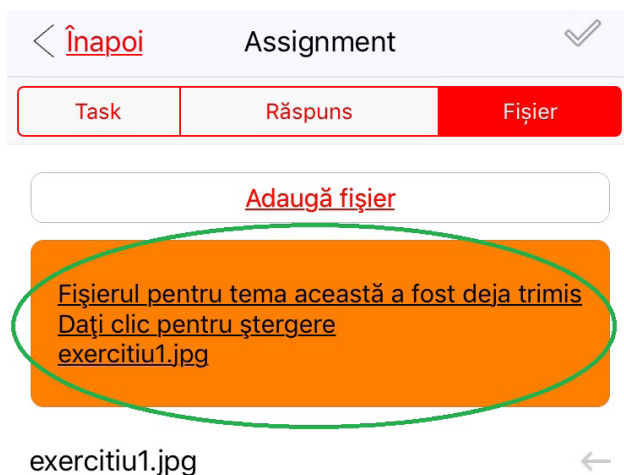 Înapoi Assignment
Task Răspuns Fișier
Adaugă fişier
Fişierul pentru tema această a fost deja trimis
Daţi clic pentru ştergere
exercitiu1.jpg
exercitiu1.jpg